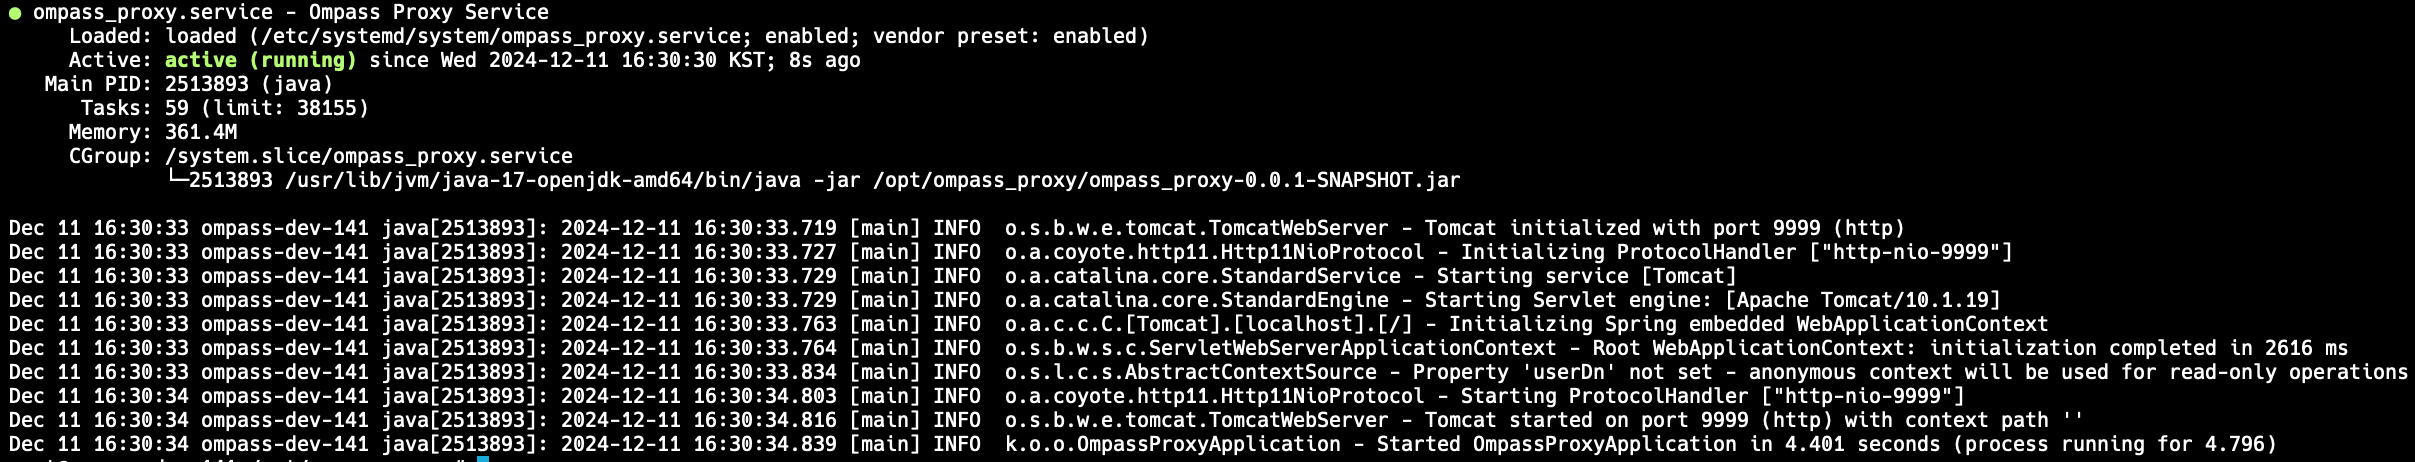 ● ompass_proxy.service - Ompass Proxy Service
Loaded: loaded (/etc/systemd/system/ompass_proxy.service; enabled; vendor preset: enabled)
Active: active (running) since Wed 2024-12-11 16:30:30 KST; 8s ago
Main PID: 2513893 (java)
Tasks: 59 (limit: 38155)
Memory: 361.4M
CGroup: /system.slice/ompass_proxy.service
└─2513893 /usr/lib/jvm/java-17-openjdk-amd64/bin/java -jar /opt/ompass_proxy/ompass_proxy-0.0.1-SNAPSHOT.jar
Dec 11 16:30:33 ompass-dev-141 java[2513893]: 2024-12-11 16:30:33.719 [main] INFO  o.s.b.w.e.tomcat.TomcatWebServer - Tomcat initialized with port 9999 (http)
Dec 11 16:30:33 ompass-dev-141 java[2513893]: 2024-12-11 16:30:33.727 [main] INFO  o.a.coyote.http11.Http11NioProtocol - Initializing ProtocolHandler ["http-nio-9999"]
Dec 11 16:30:33 ompass-dev-141 java[2513893]: 2024-12-11 16:30:33.729 [main] INFO  o.a.catalina.core.StandardService - Starting service [Tomcat]
Dec 11 16:30:33 ompass-dev-141 java[2513893]: 2024-12-11 16:30:33.729 [main] INFO  o.a.catalina.core.StandardEngine - Starting Servlet engine: [Apache Tomcat/10.1.19]
Dec 11 16:30:33 ompass-dev-141 java[2513893]: 2024-12-11 16:30:33.763 [main] INFO  o.a.c.c.C.[Tomcat].[localhost].[/] - Initializing Spring embedded WebApplicationContext
Dec 11 16:30:33 ompass-dev-141 java[2513893]: 2024-12-11 16:30:33.764 [main] INFO  o.s.b.w.s.c.ServletWebServerApplicationContext - Root WebApplicationContext: initialization completed in 2616 ms
Dec 11 16:30:33 ompass-dev-141 java[2513893]: 2024-12-11 16:30:33.834 [main] INFO  o.s.l.c.s.AbstractContextSource - Property 'userDn' not set - anonymous context will be used for read-only operations
Dec 11 16:30:34 ompass-dev-141 java[2513893]: 2024-12-11 16:30:34.803 [main] INFO  o.a.coyote.http11.Http11NioProtocol - Starting ProtocolHandler ["http-nio-9999"]
Dec 11 16:30:34 ompass-dev-141 java[2513893]: 2024-12-11 16:30:34.816 [main] INFO  o.s.b.w.e.tomcat.TomcatWebServer - Tomcat started on port 9999 (http) with context path ''
Dec 11 16:30:34 ompass-dev-141 java[2513893]: 2024-12-11 16:30:34.839 [main] INFO  k.o.o.OmpassProxyApplication - Started OmpassProxyApplication in 4.401 seconds (process running for 4.796)